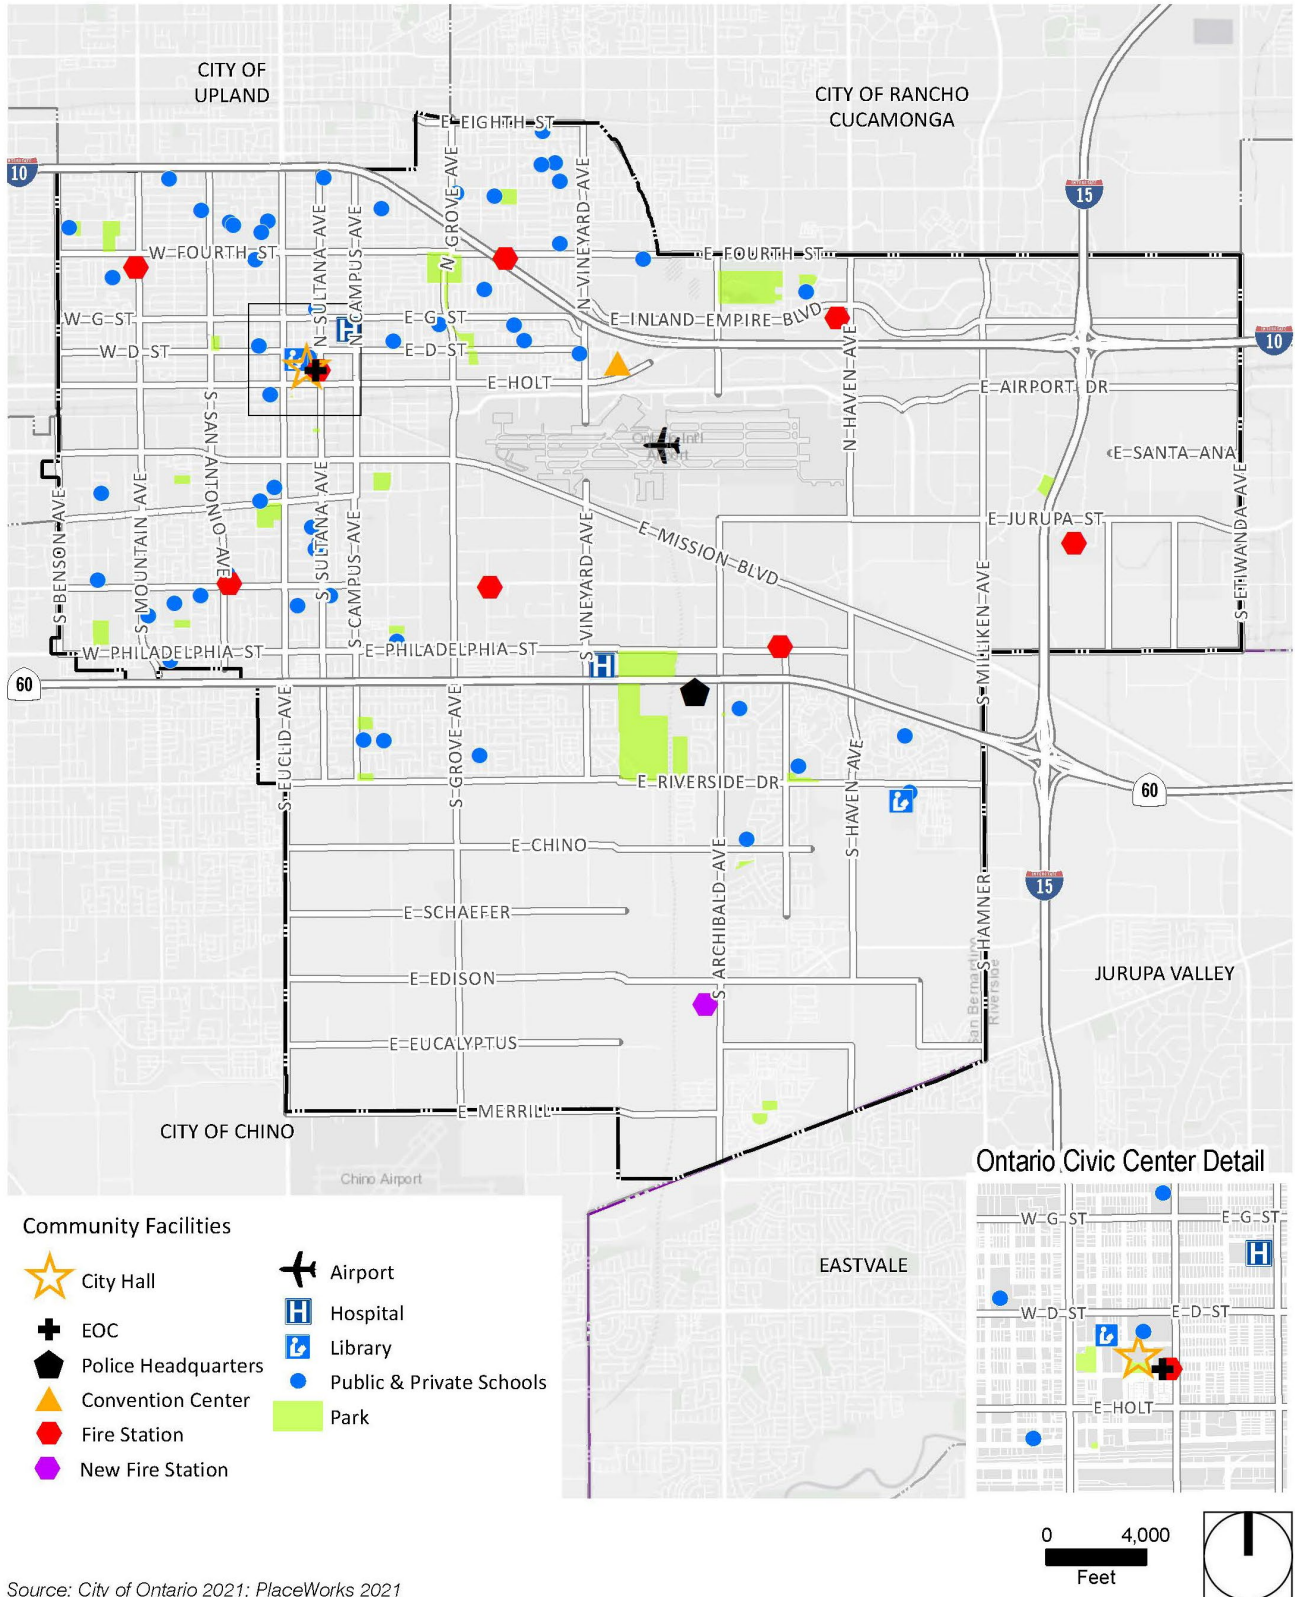 CITY OF
UPLAND
CITY OF RANCHO
CUCAMONGA
E EIGHTH ST
10
15
N GROVE AVE
N VINEYARD AVE
N SULTANA AVE
N CAMPUS AVE
W FOURTH ST
E FOURTH ST
W G ST
E G ST
E INLAND EMPIRE BLVD
W D ST
E D ST
10
E HOLT
E AIRPORT DR
N HAVEN AVE
Ontario Int'l
Airport
E SANTA ANA
S SAN ANTONIO AVE
S BENSON AVE
S MOUNTAIN AVE
S SULTANA AVE
S CAMPUS AVE
S VINEYARD AVE
E MISSION BLVD
E JURUPA ST
S MILLIKEN AVE
S ETIWANDA AVE
W PHILADELPHIA ST
E PHILADELPHIA ST
60
S EUCLID AVE
S GROVE AVE
S HAVEN AVE
E RIVERSIDE DR
60
E CHINO
S ARCHIBALD AVE
S HAMNER
15
E SCHAEFER
E EDISON
San Bernardino
Riverside
JURUPA VALLEY
E EUCALYPTUS
E MERRILL
CITY OF CHINO
Chino Airport
EASTVALE
Ontario Civic Center Detail
W G ST
E G ST
H
W D ST
E D ST
E HOLT
Community Facilities
City Hall
EOC
Police Headquarters
Convention Center
Fire Station
New Fire Station
Airport
H Hospital
Library
Public & Private Schools
Park
0 4,000
Feet
Source: City of Ontario 2021; PlaceWorks 2021